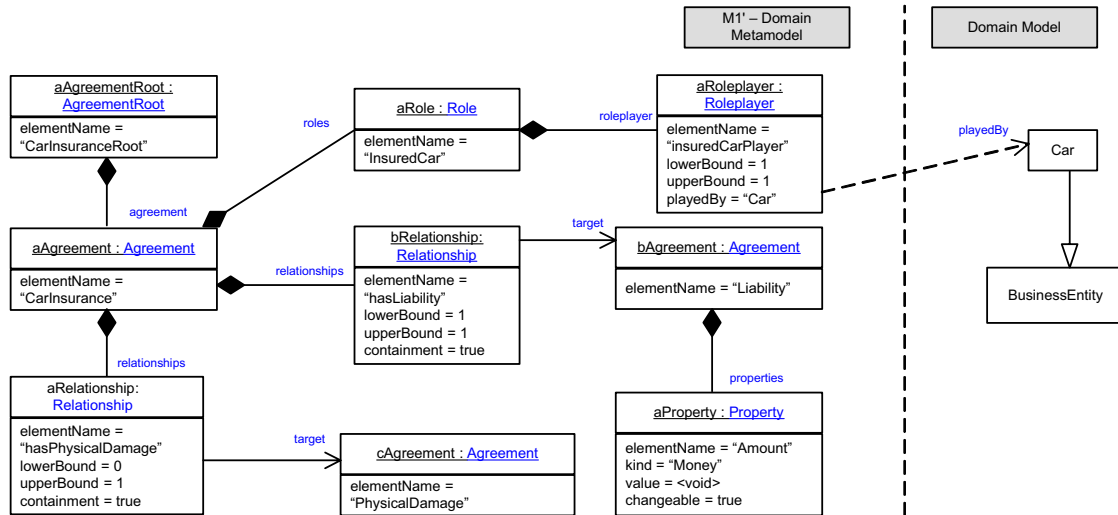 M1' – Domain
Metamodel
Domain Model
aAgreementRoot :
AgreementRoot
elementName =
“CarInsuranceRoot”
roles
aRole : Role
elementName =
“InsuredCar”
roleplayer
aRoleplayer :
Roleplayer
elementName =
“insuredCarPlayer”
lowerBound = 1
upperBound = 1
playedBy = “Car”
playedBy
Car
BusinessEntity
agreement
aAgreement : Agreement
elementName =
“CarInsurance”
relationships
bRelationship:
Relationship
elementName =
“hasLiability”
lowerBound = 1
upperBound = 1
containment = true
target
bAgreement : Agreement
elementName = “Liability”
relationships
aRelationship:
Relationship
elementName =
“hasPhysicalDamage”
lowerBound = 0
upperBound = 1
containment = true
target
cAgreement : Agreement
elementName =
“PhysicalDamage”
properties
aProperty : Property
elementName = “Amount”
kind = “Money”
value = <void>
changeable = true